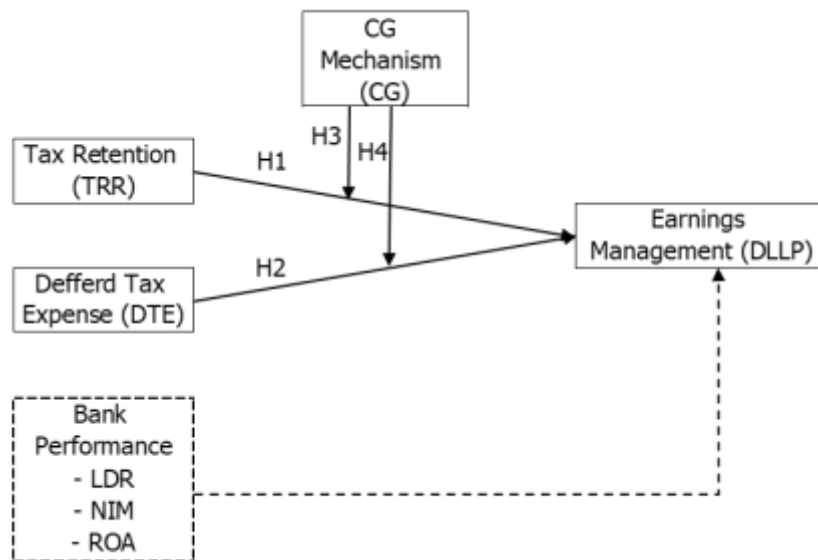 CG
Mechanism
(CG)
H3
H4
Tax Retention
(TRR)
H1
Earnings
Management (DLLP)
H2
Defferd Tax
Expense (DTE)
Bank
Performance
- LDR
- NIM
- ROA